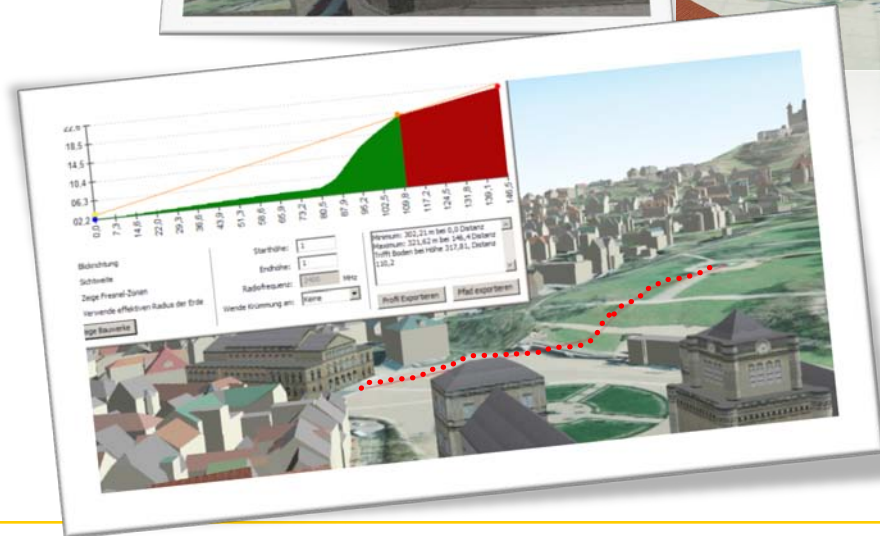 22.6
18.5
14,5
10,4
06.3
02,2
0,0 7,3 14,6 22,0 29,3 36,6 43,9 51,3 58,6 65,9 73,2 80,5 87,9 95,2 102,5 109,8 117,2 124,5 131,8 139,1 146,5
Blickrichtung
Sichtweite
Zeige Fresnel-Zonen
Verwende effektiven Radius der Erde
ege Bauwerke
Starthöhe: 1
Endhöhe: 1
Radiofrequenz: 2400 MHz
Wende Krümmung an: Keine
Minimum: 302,21 m bei 0,0 Distanz
Maximum: 321,62 m bei 146,4 Distanz
Trifft Boden bei Höhe 317,81, Distanz
110,2
Profil Exportieren
Pfad exportieren